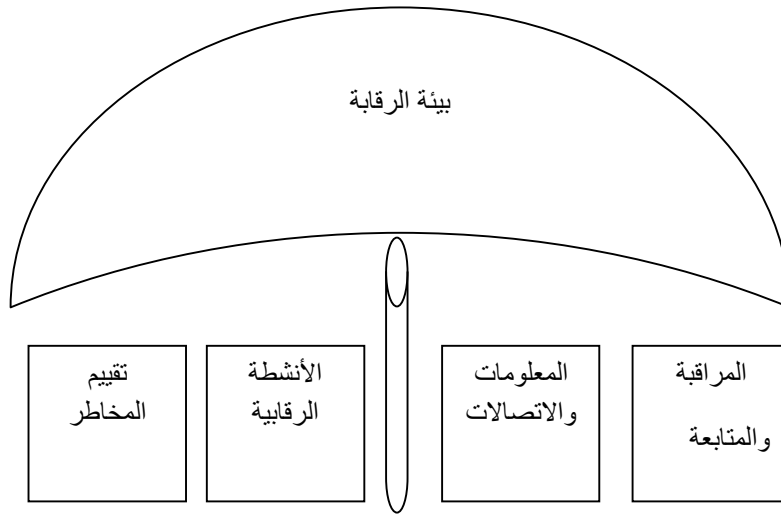 بيئة الرقابة
المراقبة
والمتابعة
المعلومات
والاتصالات
الأنشطة
الرقابية
تقييم
المخاطر